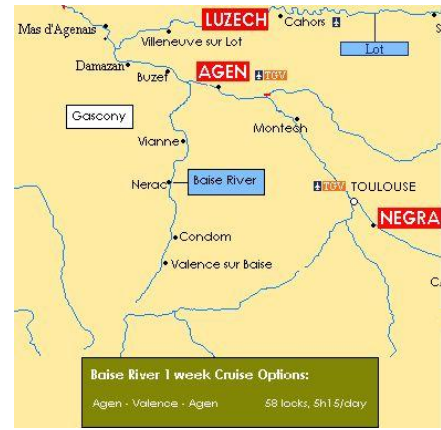 LUZECH
Cahors
Mas d'Agenais
Villeneuve sur Lot
Lot
Damazan
Buzet
AGEN
TGV
Gascony
Montech
Vianne
Nerac
Baise River
TGV
TOULOUSE
NEGRA
Condom
Valence sur Baise
Baise River 1 week Cruise Options:
Agen - Valence - Agen 58 locks, 5h15/day